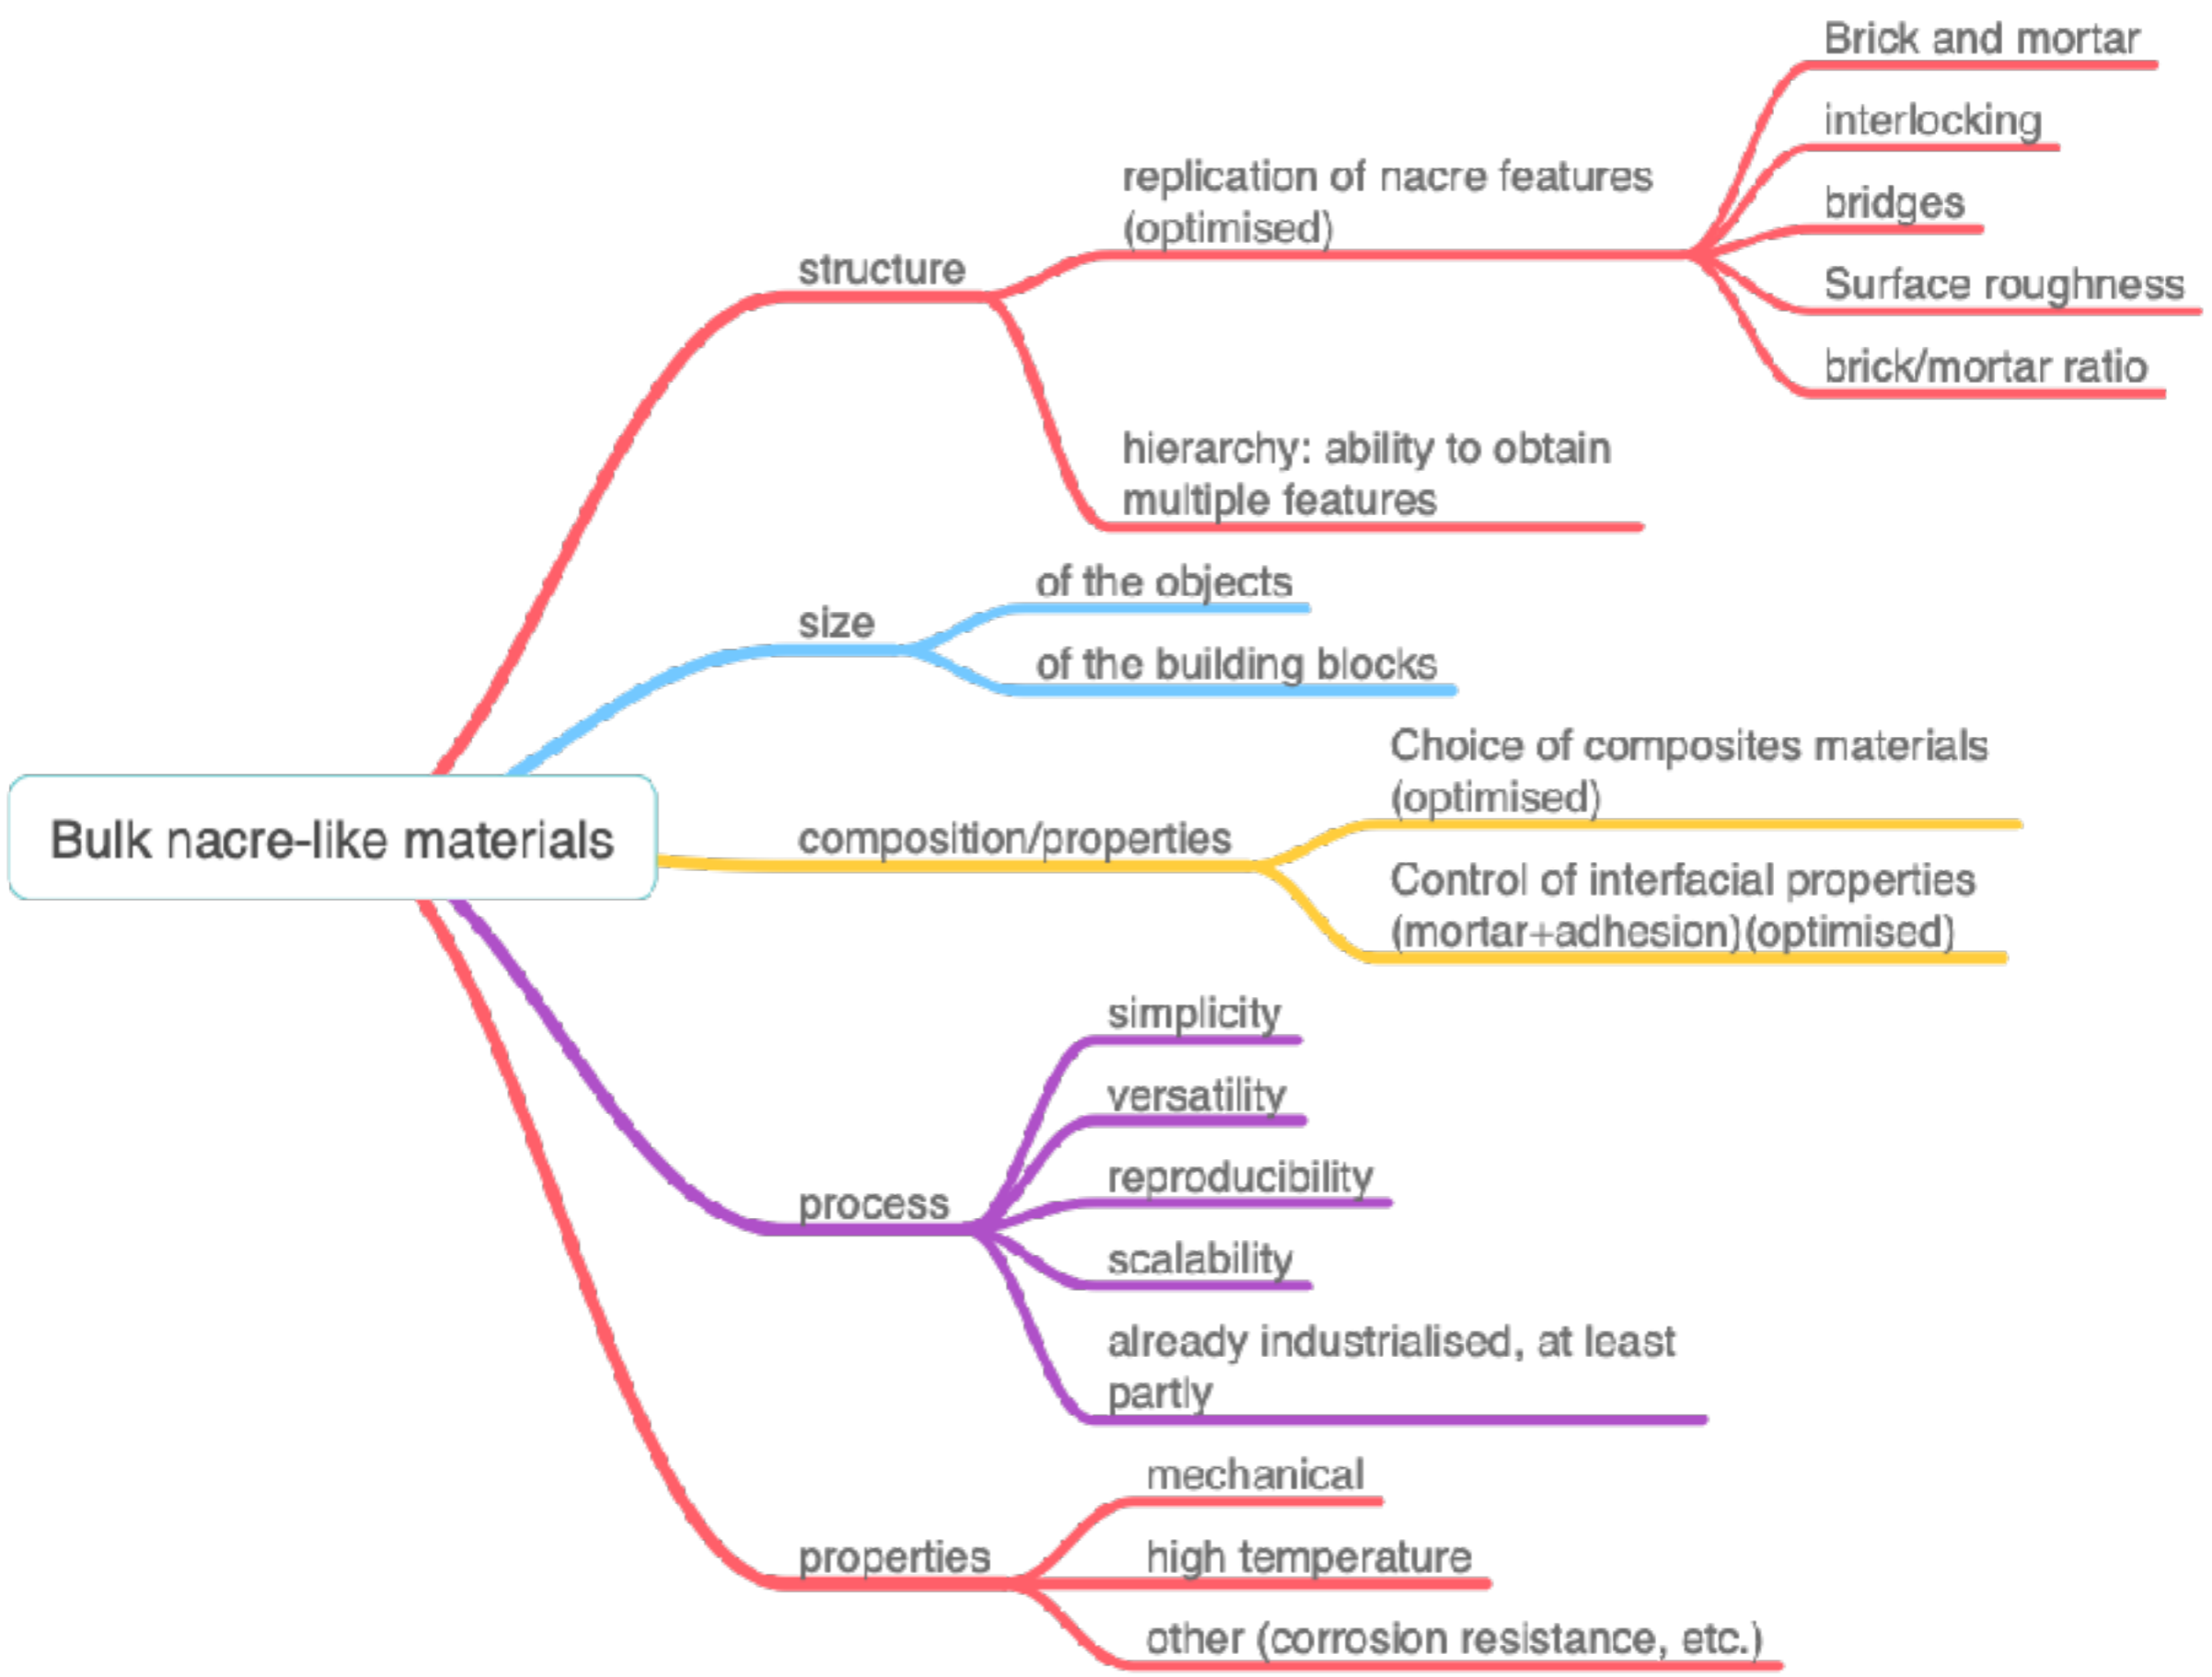 Bulk nacre-like materials
structure
replication of nacre features
(optimised)
Brick and mortar
interlocking
bridges
Surface roughness
brick/mortar ratio
hierarchy: ability to obtain
multiple features
size
of the objects
of the building blocks
composition/properties
Choice of composites materials
(optimised)
Control of interfacial properties
(mortar+adhesion)(optimised)
process
simplicity
versatility
reproducibility
scalability
already industrialised, at least
partly
properties
mechanical
high temperature
other (corrosion resistance, etc.)